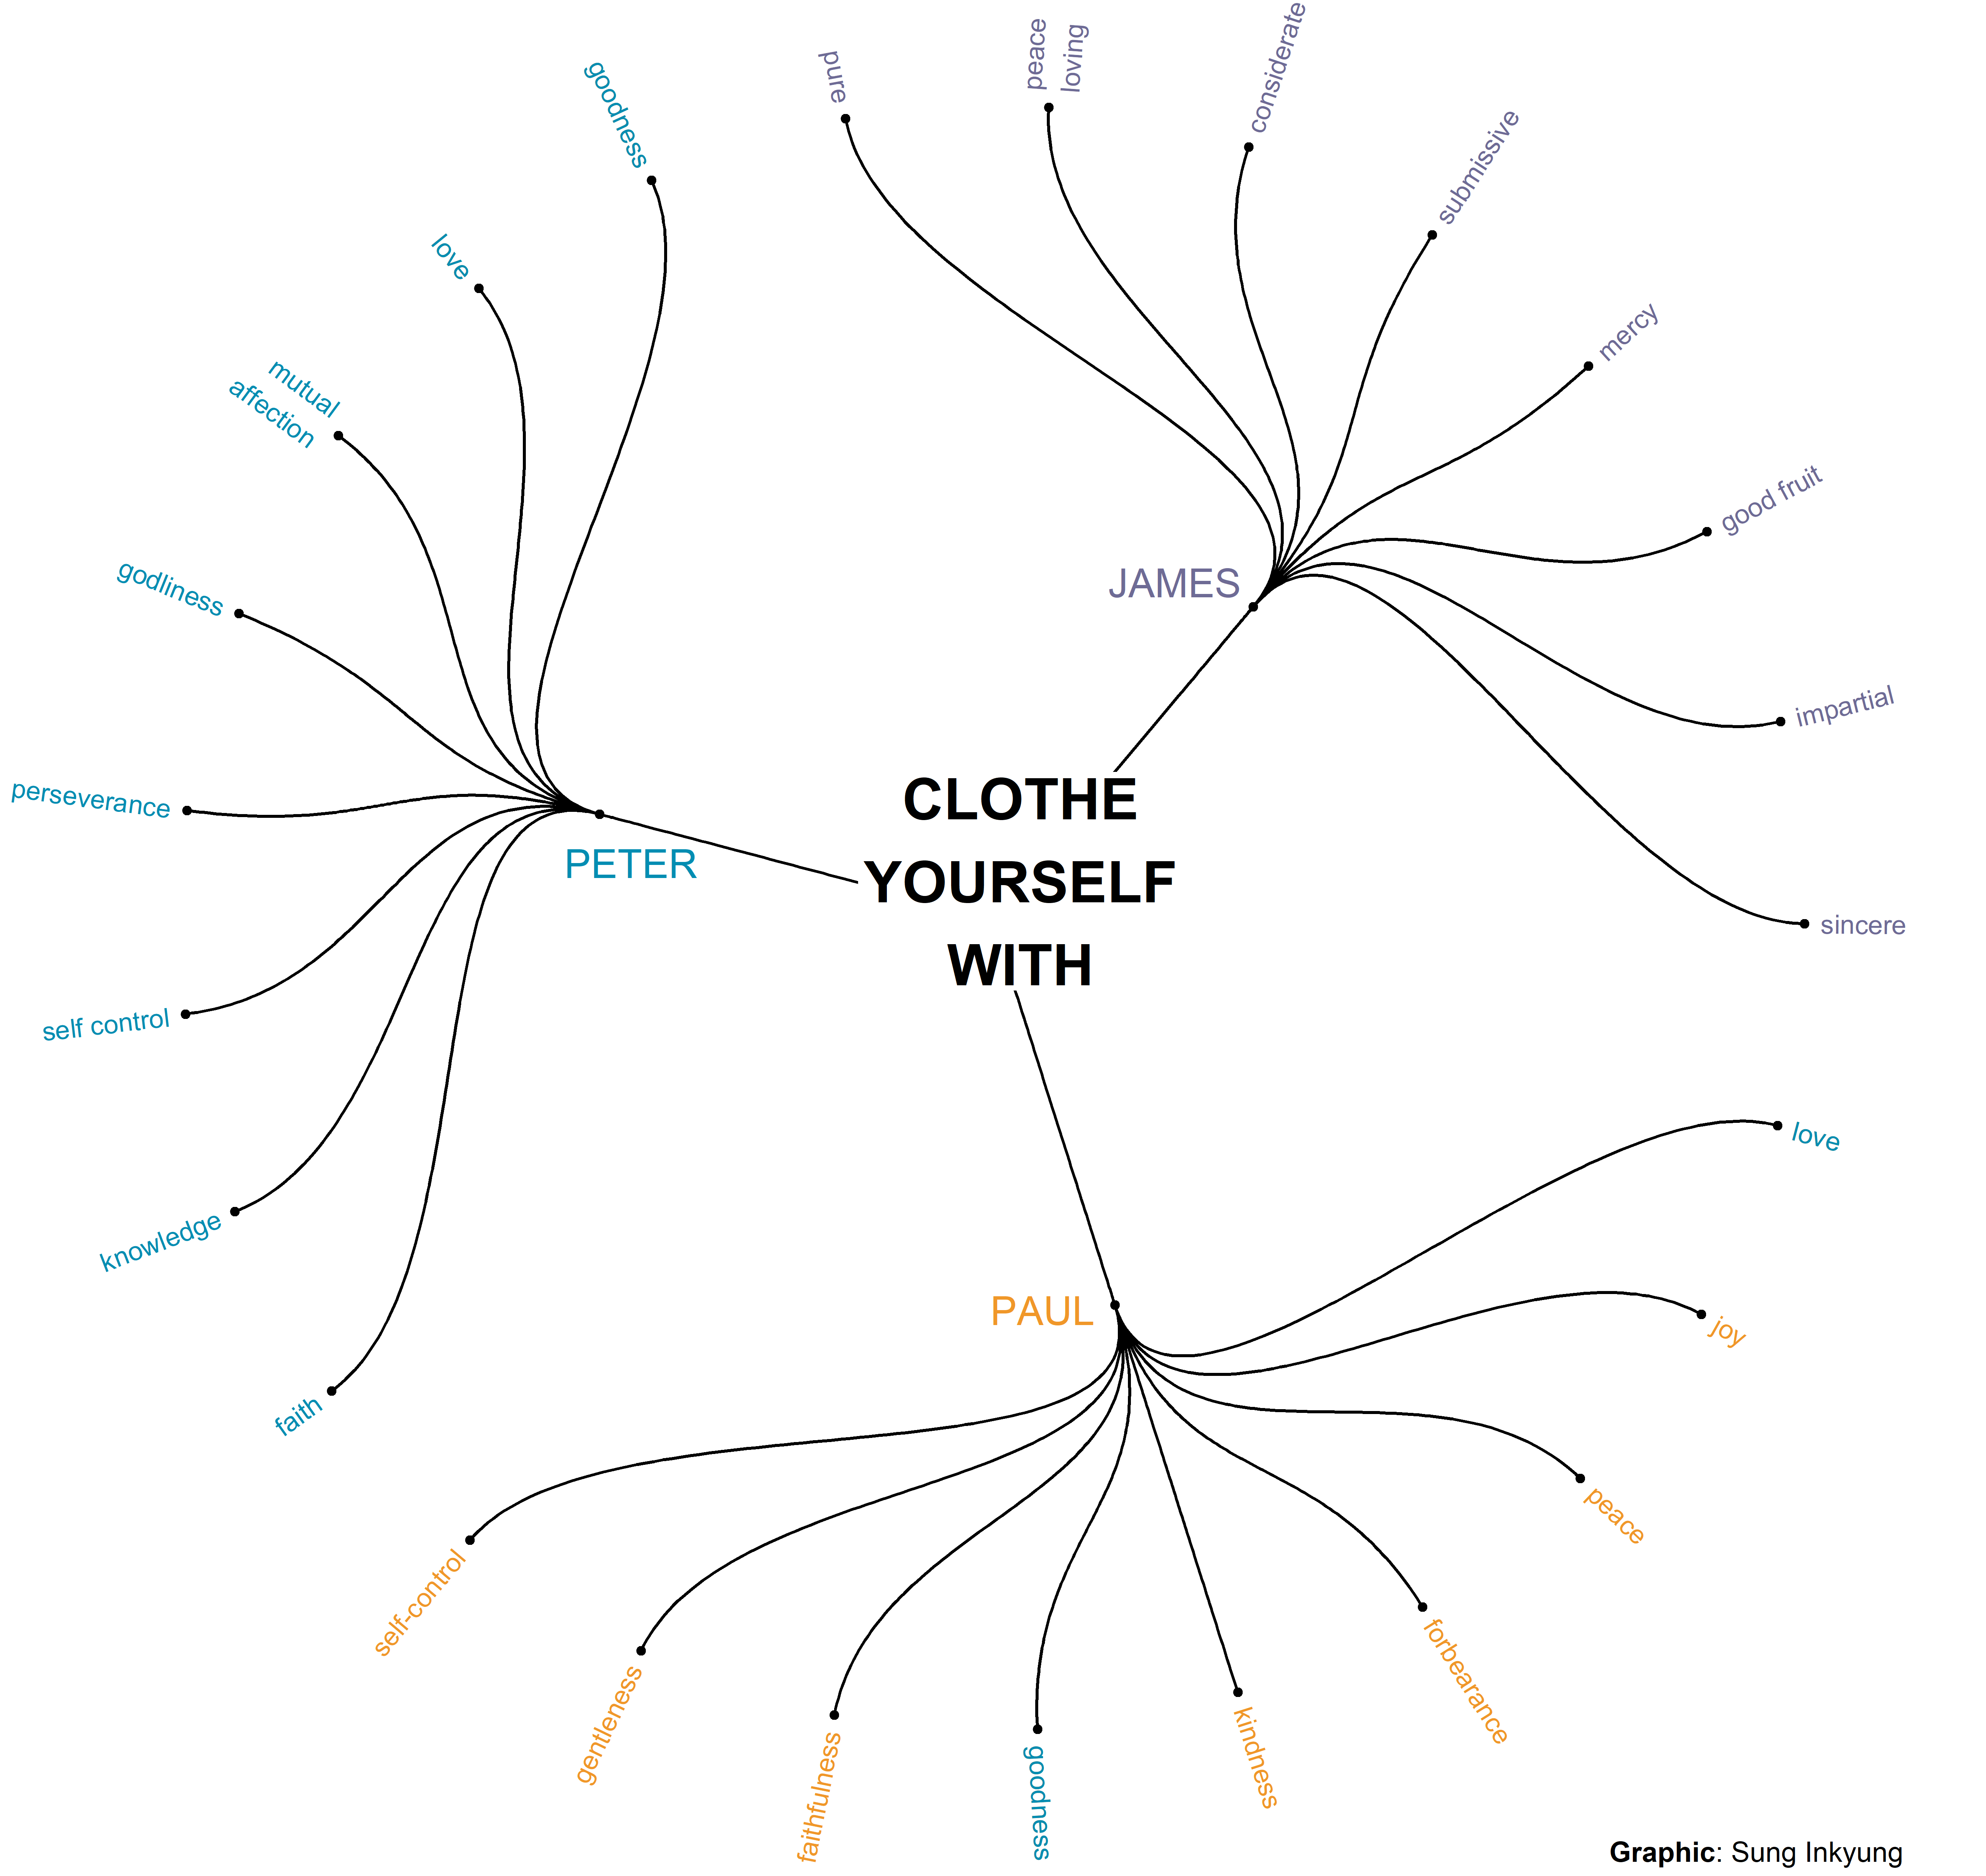 CLOTHE
YOURSELF
WITH
JAMES
pure
peace
loving
considerate
submissive
mercy
good fruit
impartial
sincere
PAUL
love
joy
peace
forbearance
kindness
goodness
faithfulness
gentleness
self-control
PETER
faith
knowledge
self control
perseverance
godliness
mutual
affection
love
goodness
Graphic: Sung Inkyung